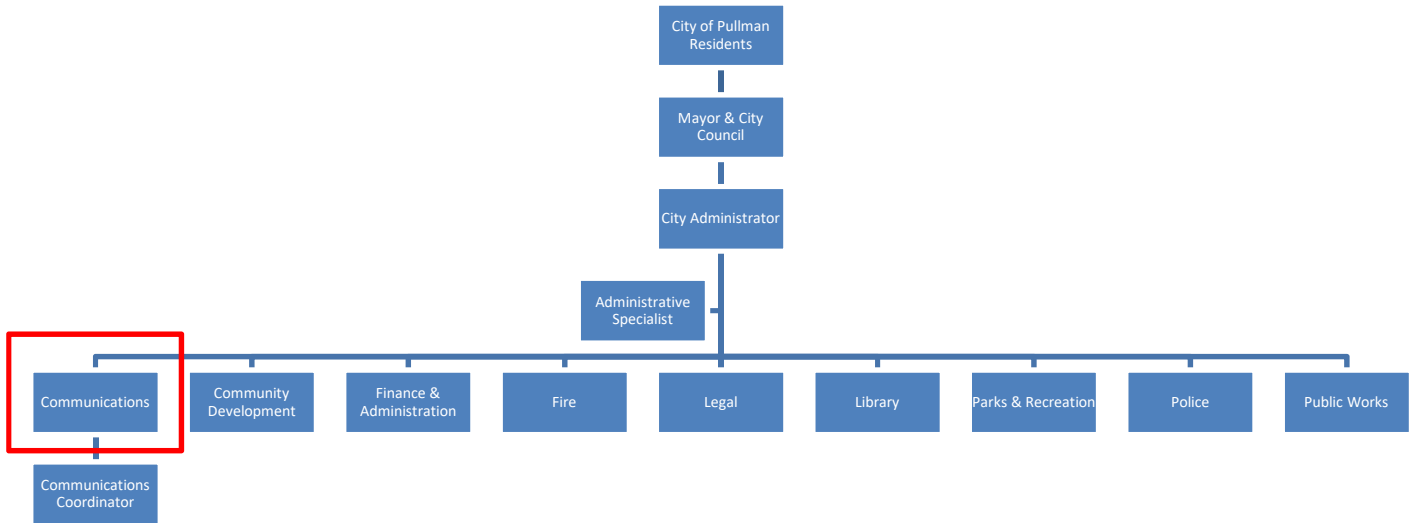 City of Pullman
Residents
Mayor & City
Council
City Administrator
Administrative
Specialist
Communications
Community
Development
Finance &
Administration
Fire
Legal
Library
Parks & Recreation
Police
Public Works
Communications
Coordinator